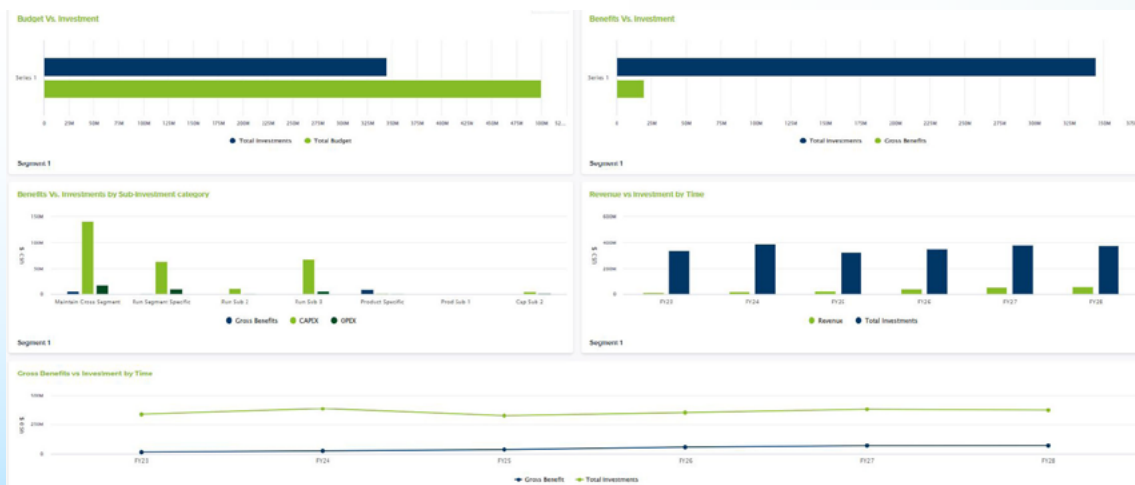 Budget Vs. Investment
Series 1
0 25M 50M 75M 100M 125M 150M 175M 200M 225M 250M 275M 300M 325M 350M 375M 400M 425M 450M 475M 500M 52...
Total Investments Total Budget
Segment 1
Benefits Vs. Investment
Series 1
0 25M 50M 75M 100M 125M 150M 175M 200M 225M 250M 275M 300M 325M 350M
Total Investments Gross Benefits
Segment 1
Benefits Vs. Investments by Sub-Investment category
150M
100M
50M
0
Maintain Cross Segment Run Segment Specific Run Sub 2 Run Sub 3 Product Specific Prod Sub 1 Cap Sub 2
Gross Benefits CAPEX OPEX
Segment 1
Revenue vs Investment by Time
600M
400M
200M
0
FY23 FY24 FY25 FY26 FY27 FY28
Revenue Total Investments
Segment 1
Gross Benefits vs Investment by Time
250M
0
FY23 FY24 FY25 FY26 FY27 FY28
Gross Benefit Total Investments